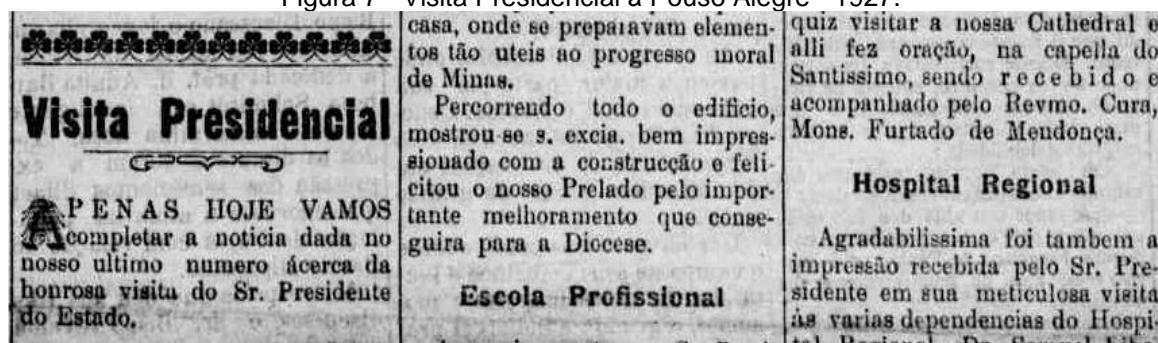 Figura 7 - Visita Presidencial a Pouso Alegre - 1927.
Visita Presidencial
APENAS HOJE VAMOS
completar a noticia dada no
nosso ultimo numero ácerca da
honrosa visita do Sr. Presidente
do Estado.
casa, onde se preparavam elemen-
tos tão uteis ao progresso moral
de Minas.
Percorrendo todo o edificio,
mostrou-se s. excia. bem impres-
sionado com a construcção e feli-
citou o nosso Prelado pelo impor-
tante melhoramento que conse-
guira para a Diocese.
Escola Profissional
quiz visitar a nossa Cathedral e
alli fez oração, na capella do
Santissimo, sendo recebido e
acompanhado pelo Revmo. Cura,
Mons. Furtado de Mendonça.
Hospital Regional
Agradabilissima foi tambem a
impressão recebida pelo Sr. Pre-
sidente em sua meticulosa visita
ás varias dependencias do Hospi-
tal Regional